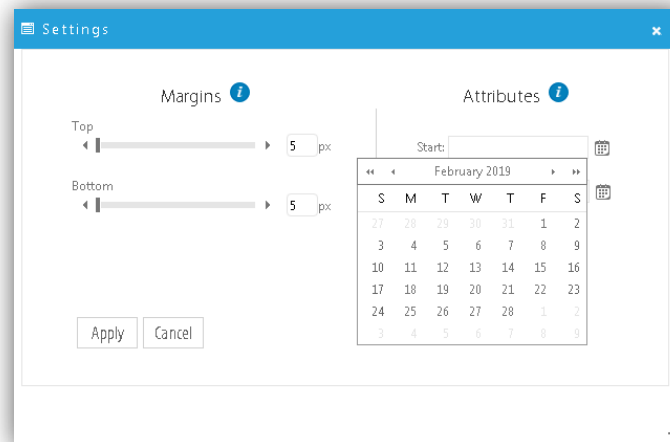 Settings
Margins
Top
5 px
Bottom
5 px
Apply Cancel
Attributes
Start:
February 2019
S M T W T F S
27 28 29 30 31 1 2
3 4 5 6 7 8 9
10 11 12 13 14 15 16
17 18 19 20 21 22 23
24 25 26 27 28 1 2
3 4 5 6 7 8 9